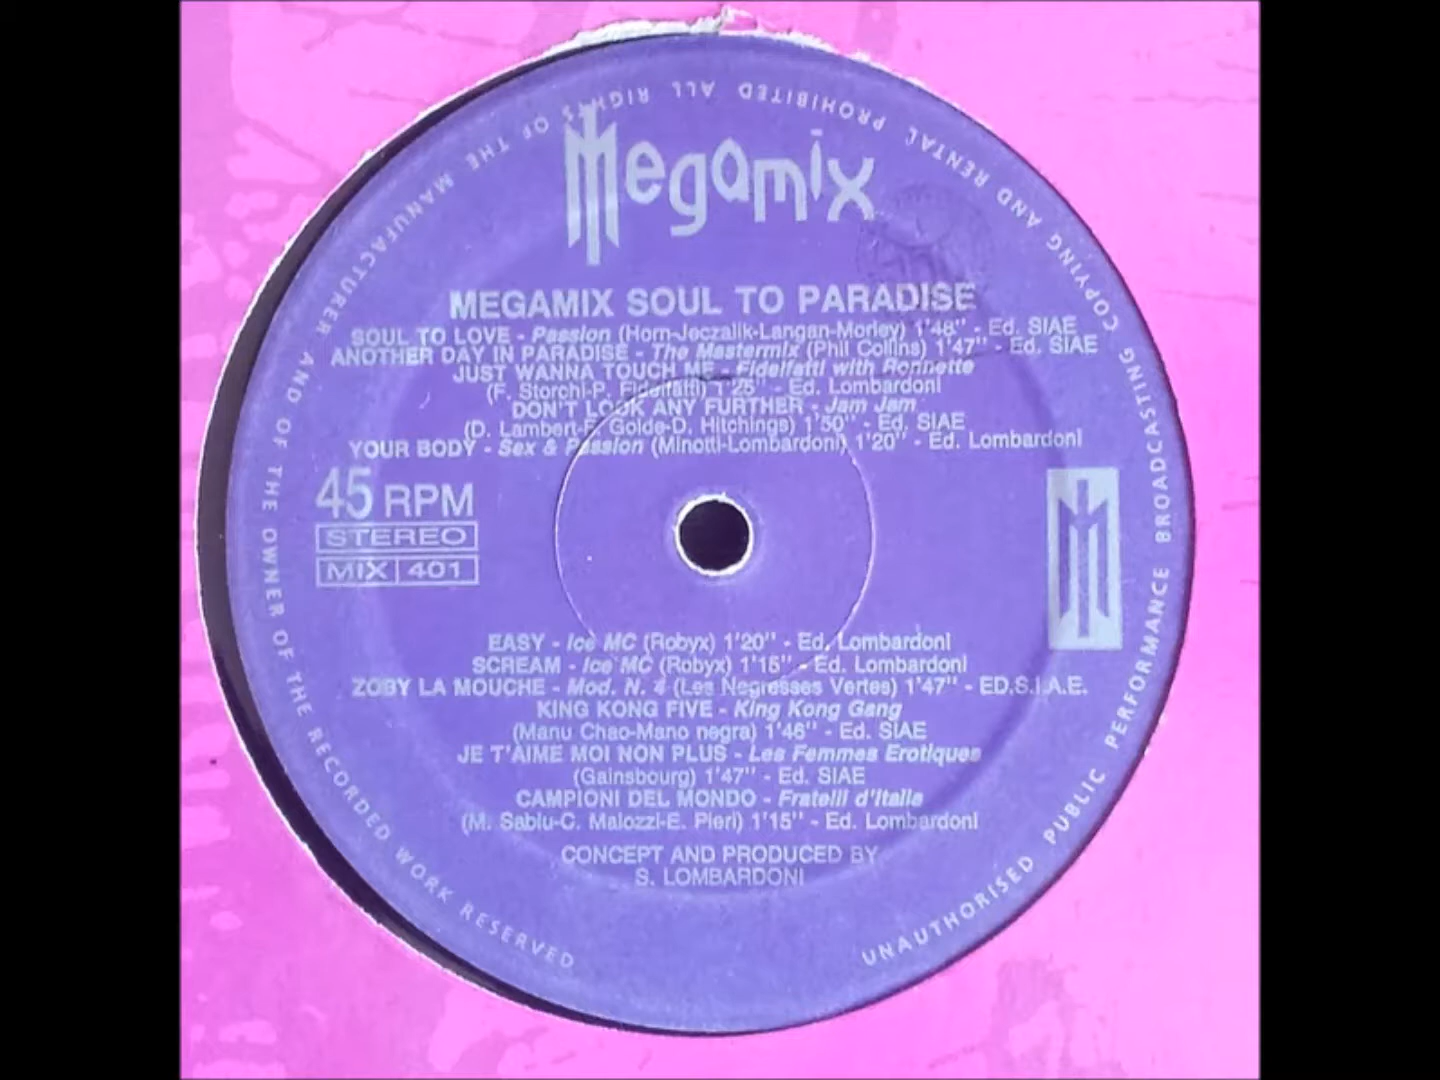 Megamix
MEGAMIX SOUL TO PARADISE
SOUL TO LOVE - Passion (Horn-Jeczalik-Langan-Morley) 1'48'' - Ed. SIAE
ANOTHER DAY IN PARADISE - The Mastermix (Phil Collins) 1'47'' - Ed. SIAE
JUST WANNA TOUCH ME - Fidelfatti with Ronnette
(F. Storchi-P. Fidelfatti) 1'25'' - Ed. Lombardoni
DON'T LOOK ANY FURTHER - Jam Jam
(D. Lambert-F. Golde-D. Hitchings) 1'50'' - Ed. SIAE
YOUR BODY - Sex & Passion (Minotti-Lombardoni) 1'20'' - Ed. Lombardoni
45 RPM
STEREO
MIX 401
EASY - Ice MC (Robyx) 1'20'' - Ed. Lombardoni
SCREAM - Ice MC (Robyx) 1'15'' - Ed. Lombardoni
ZOBY LA MOUCHE - Mod. N. 4 (Les Negresses Vertes) 1'47'' - ED.S.I.A.E.
KING KONG FIVE - King Kong Gang
(Manu Chao-Mano negra) 1'46'' - Ed. SIAE
JE T'AIME MOI NON PLUS - Les Femmes Erotiques
(Gainsbourg) 1'47'' - Ed. SIAE
CAMPIONI DEL MONDO - Fratelli d'Italia
(M. Sabiu-C. Malozzi-E. Pieri) 1'15'' - Ed. Lombardoni
CONCEPT AND PRODUCED BY
S. LOMBARDONI
ALL RIGHTS OF THE MANUFACTURER AND OF THE OWNER OF THE RECORDED WORK RESERVED
UNAUTHORISED PUBLIC PERFORMANCE BROADCASTING COPYING AND RENTAL PROHIBITED